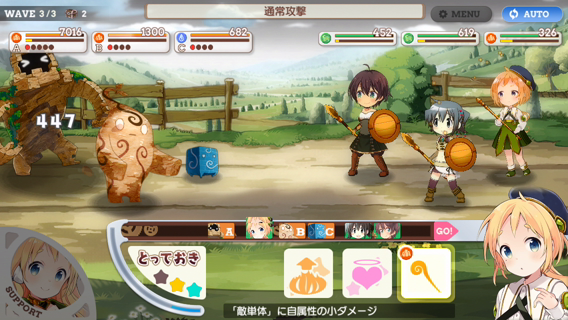 WAVE 3/3 2
通常攻撃
MENU
AUTO
7016
1300
682
452
619
326
A
B
C
447
A
B
C
GO!
とっておき
SUPPORT
「敵単体」に自属性の小ダメージ